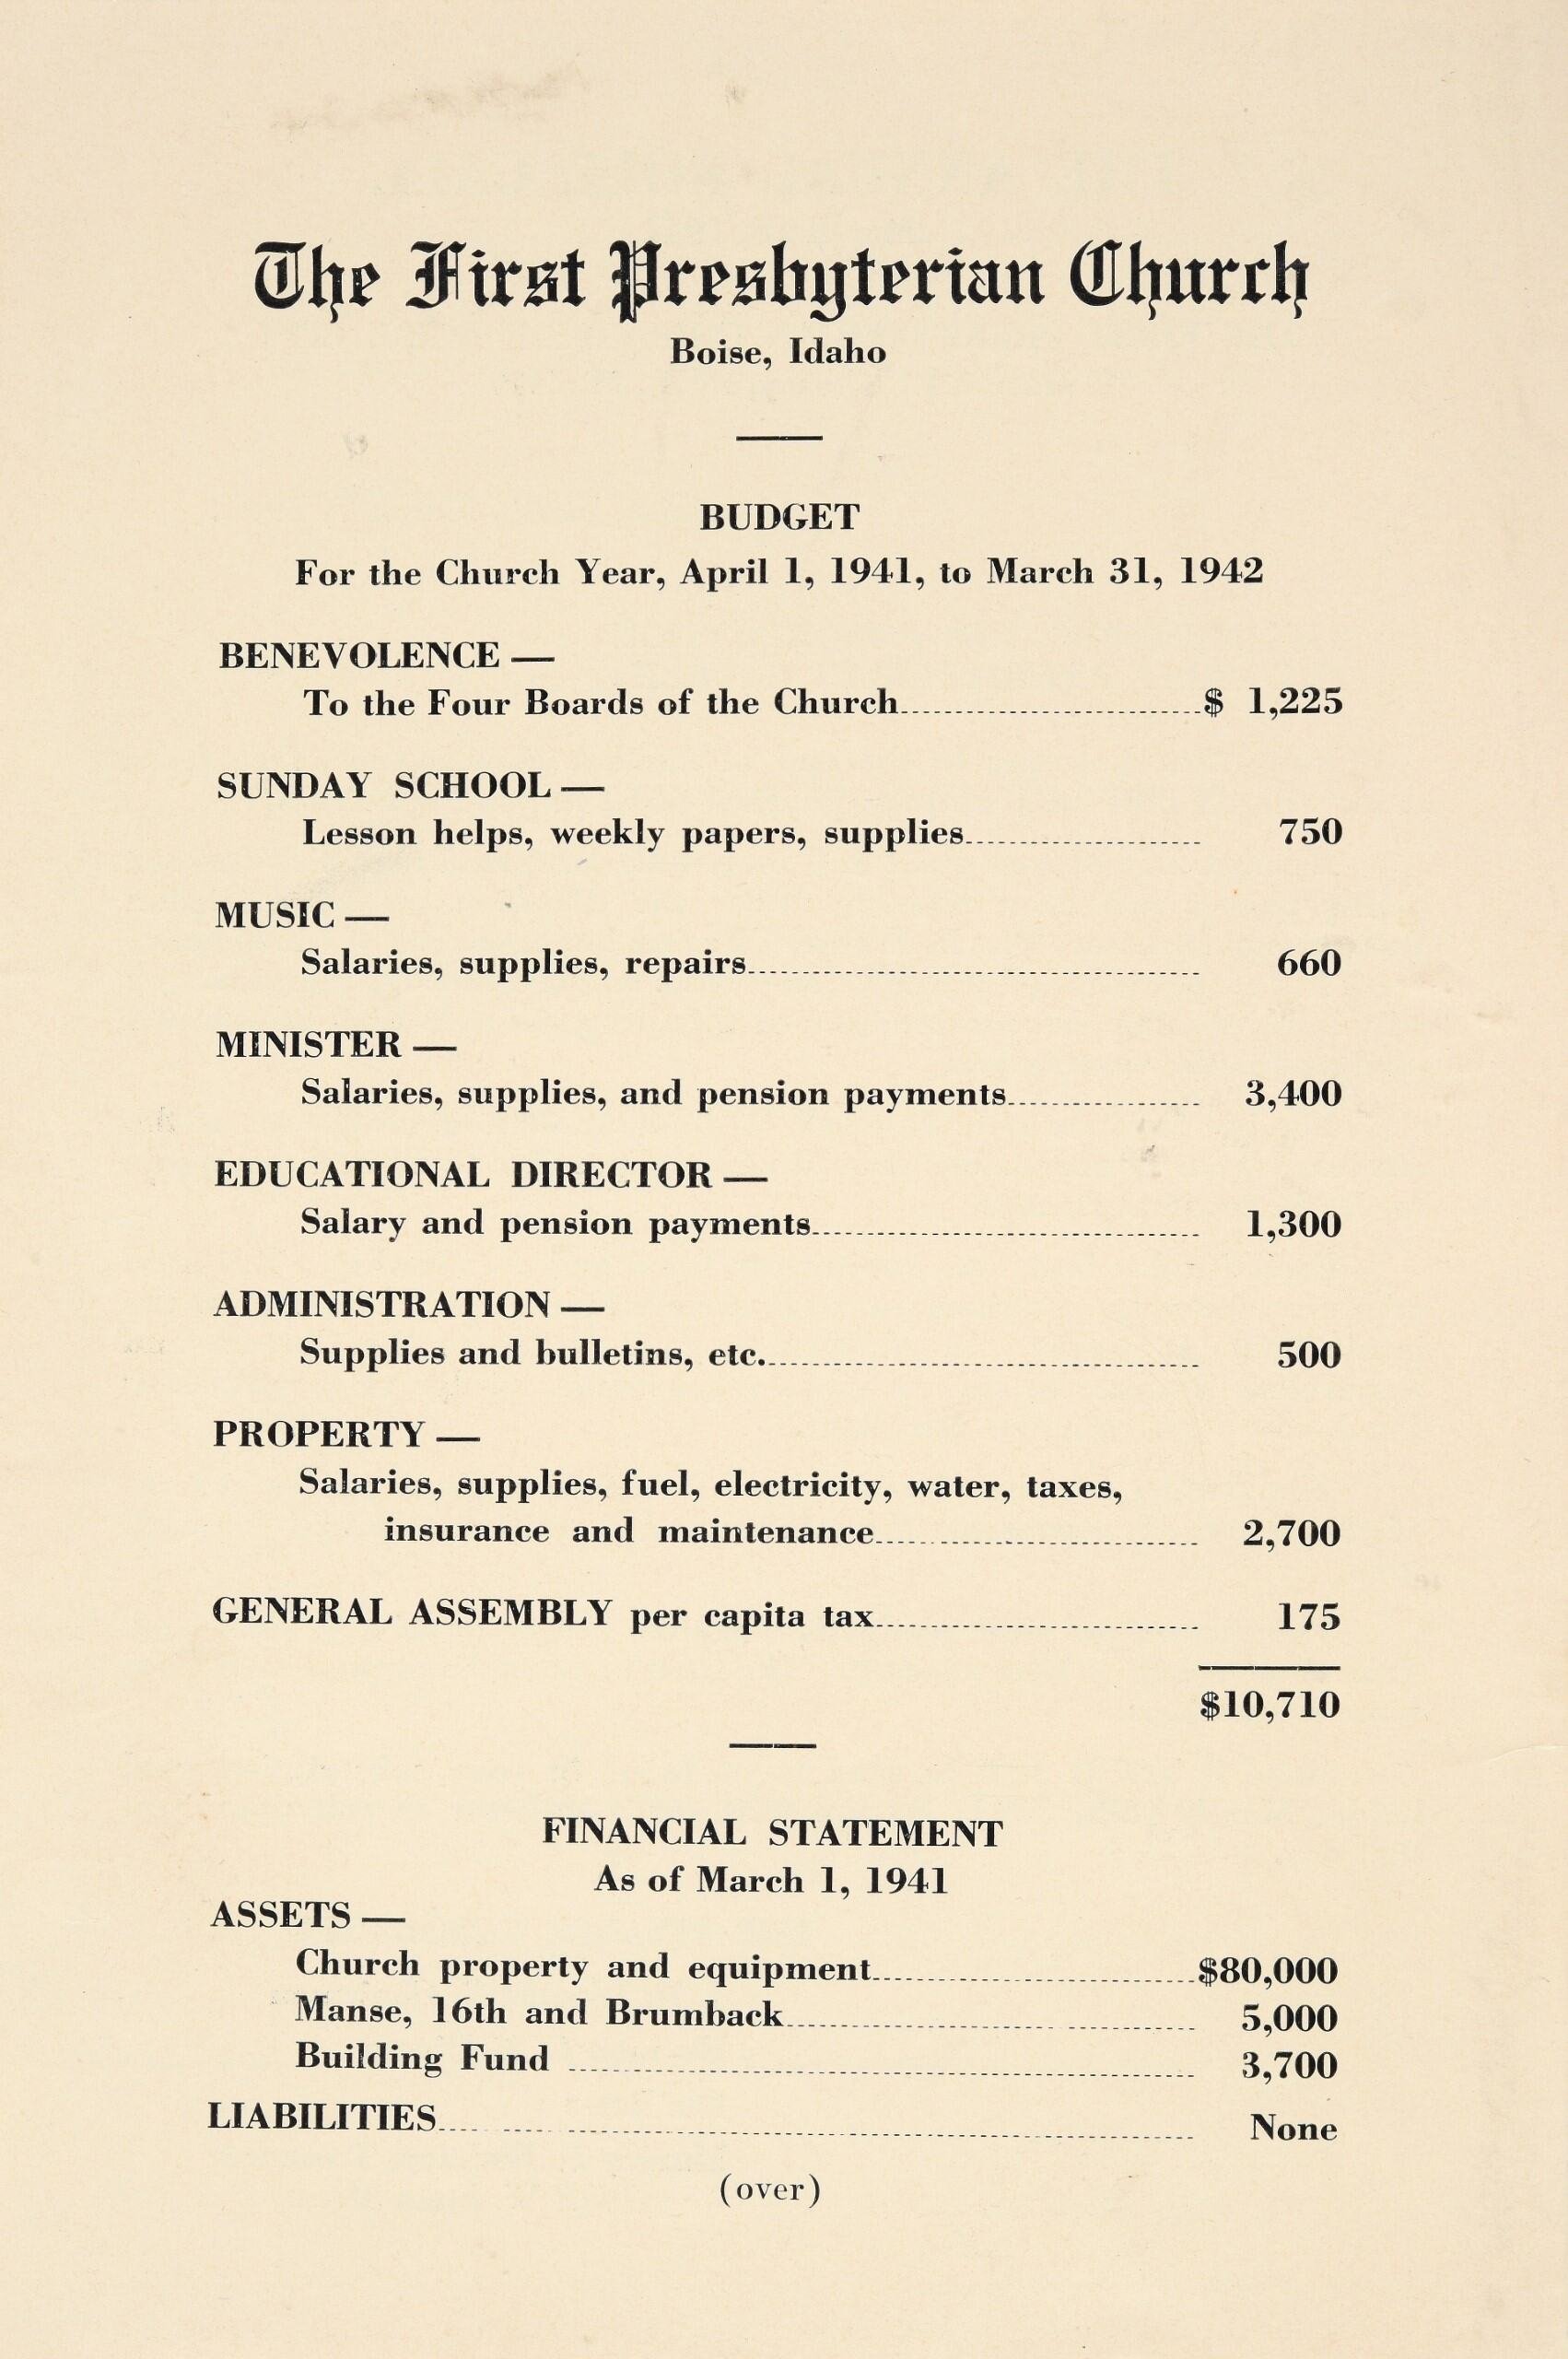 The First Presbyterian Church
Boise, Idaho
BUDGET
For the Church Year, April 1, 1941, to March 31, 1942
BENEVOLENCE —
To the Four Boards of the Church $ 1,225
SUNDAY SCHOOL —
Lesson helps, weekly papers, supplies 750
MUSIC —
Salaries, supplies, repairs 660
MINISTER —
Salaries, supplies, and pension payments 3,400
EDUCATIONAL DIRECTOR —
Salary and pension payments 1,300
ADMINISTRATION —
Supplies and bulletins, etc. 500
PROPERTY —
Salaries, supplies, fuel, electricity, water, taxes,
insurance and maintenance 2,700
GENERAL ASSEMBLY per capita tax 175
$10,710
FINANCIAL STATEMENT
As of March 1, 1941
ASSETS —
Church property and equipment $80,000
Manse, 16th and Brumback 5,000
Building Fund 3,700
LIABILITIES None
(over)